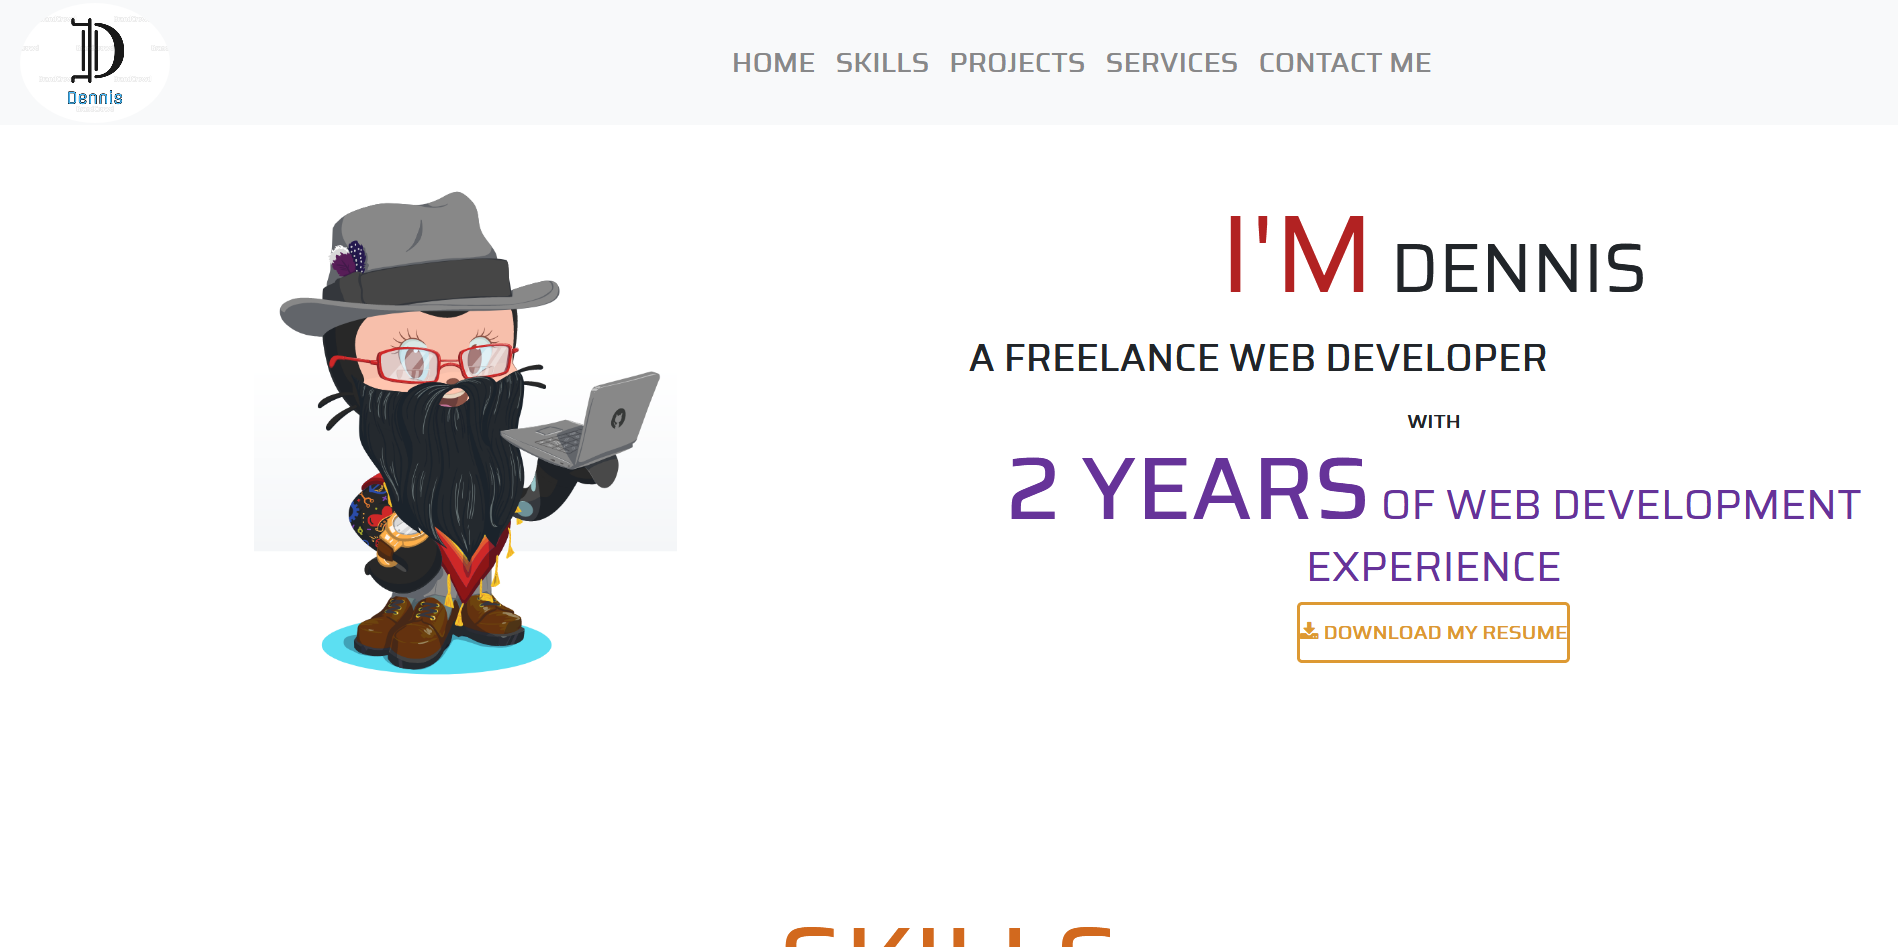 Dennis
HOME SKILLS PROJECTS SERVICES CONTACT ME
I'M DENNIS
A FREELANCE WEB DEVELOPER
WITH
2 YEARS OF WEB DEVELOPMENT
EXPERIENCE
DOWNLOAD MY RESUME
SKILLS